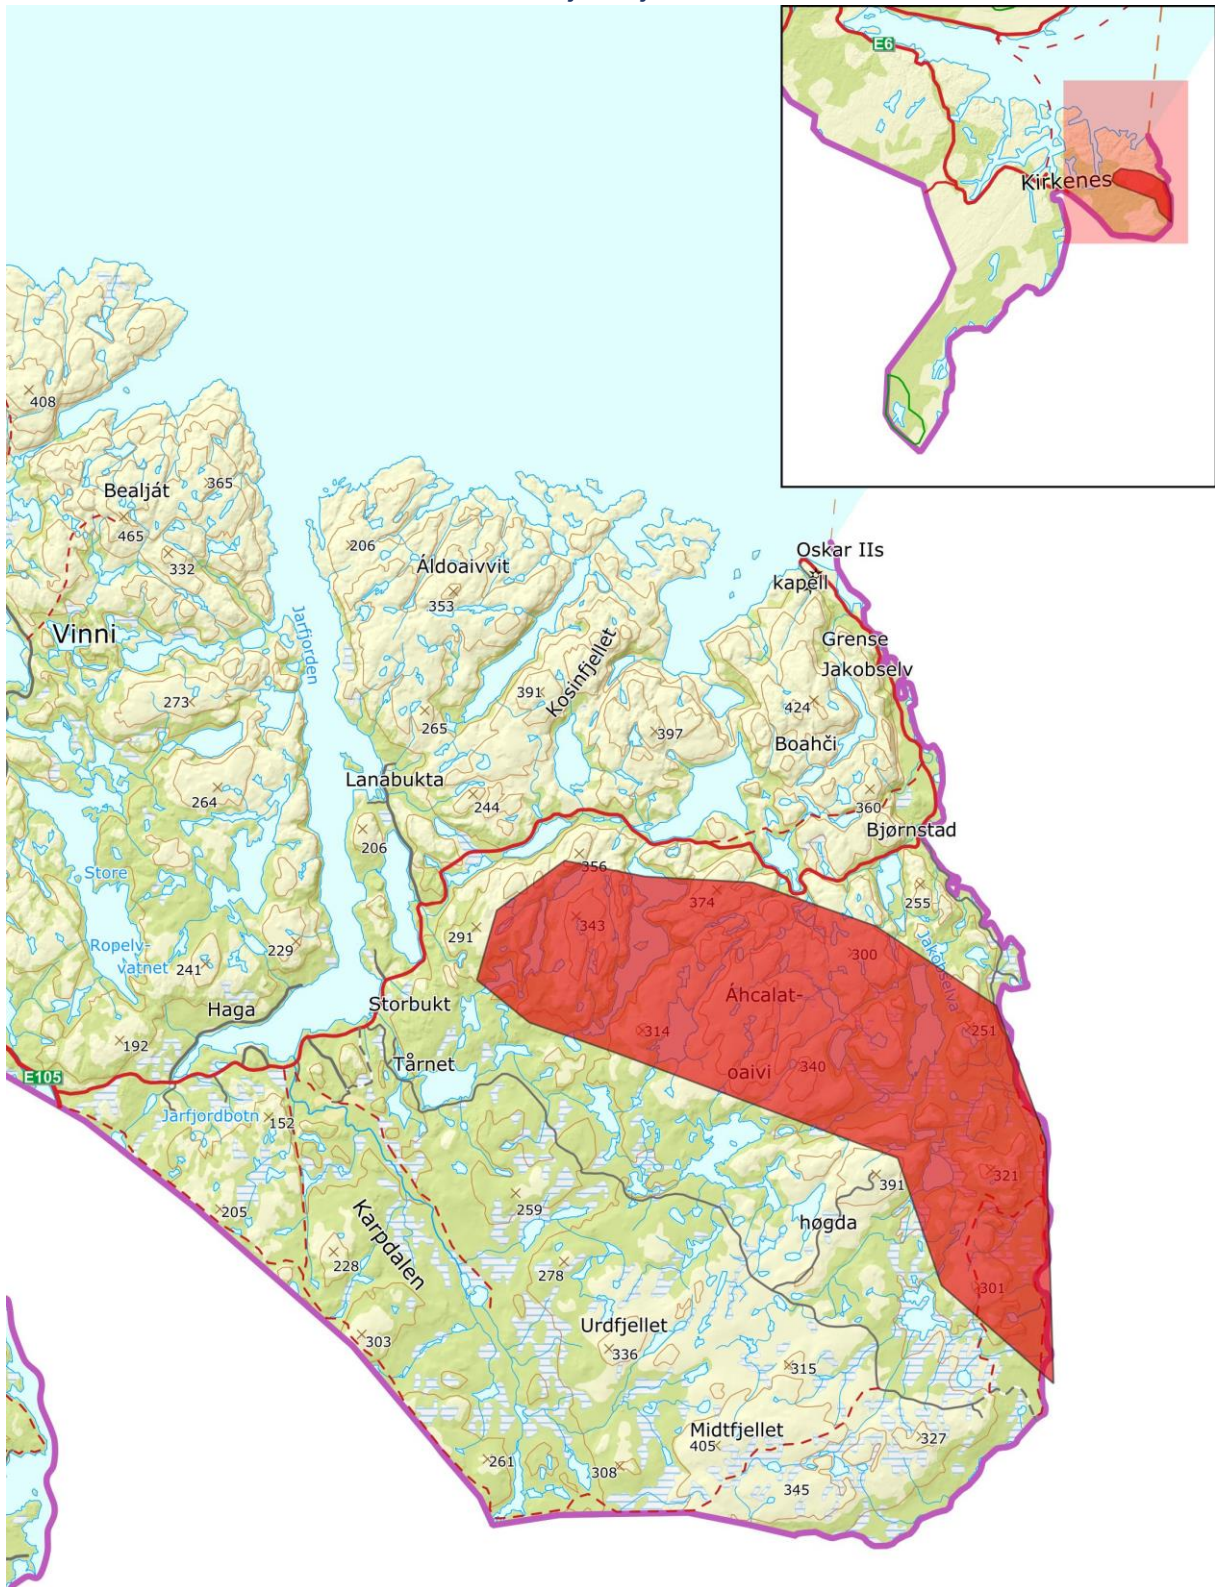 E6
Kirkenes
408
Bealját
365
465
332
206
Áldoaivvit
353
Oskar IIs
kapell
Vinni
Jarfjorden
Grense
Jakobselv
273
391
Kosinfjellet
424
265
397
Boahči
Lanabukta
264
244
360
206
Bjørnstad
356
Store
374
255
343
291
Ropelv-
vatnet
229
300
Jakobselva
241
Áhcalat-
Haga
Storbukt
314
251
192
Tårnet
oaivi
340
E105
Jarfjordbotn
152
321
391
205
259
høgda
Karpdalen
228
278
301
Urdfjellet
303
336
315
Midtfjellet
405
327
261
308
345